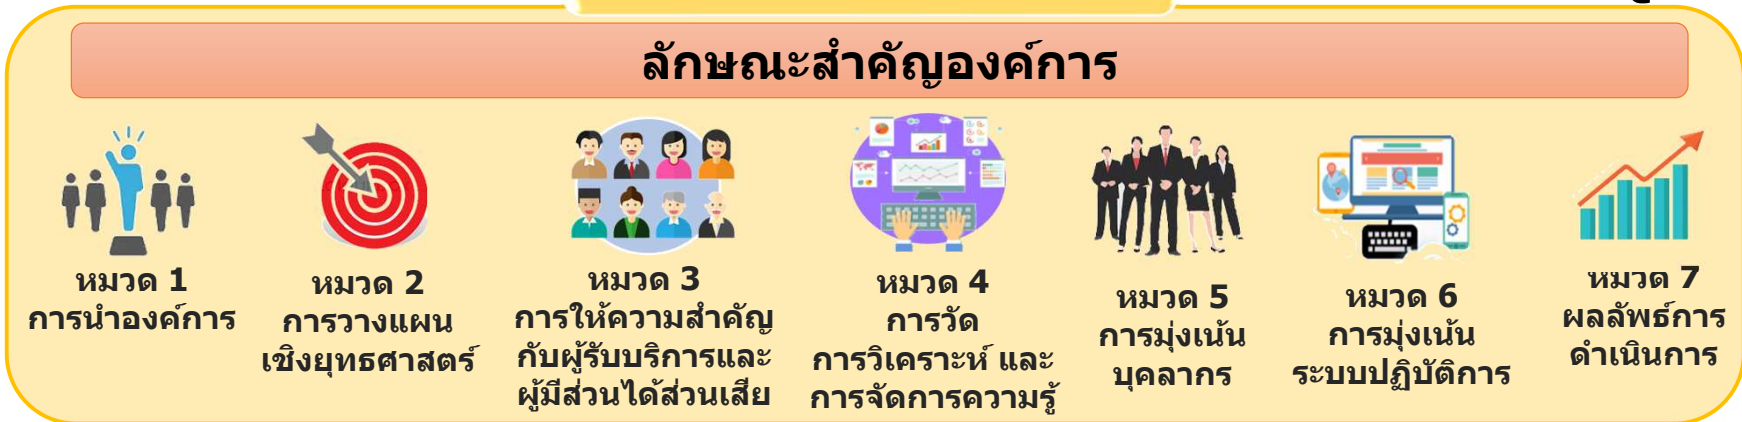 ลักษณะสำคัญองค์การ
หมวด 1
การนำองค์การ
หมวด 2
การวางแผน
เชิงยุทธศาสตร์
หมวด 3
การให้ความสำคัญ
กับผู้รับบริการและ
ผู้มีส่วนได้ส่วนเสีย
หมวด 4
การวัด
การวิเคราะห์ และ
การจัดการความรู้
หมวด 5
การมุ่งเน้น
บุคลากร
หมวด 6
การมุ่งเน้น
ระบบปฏิบัติการ
หมวด 7
ผลลัพธ์การ
ดำเนินการ